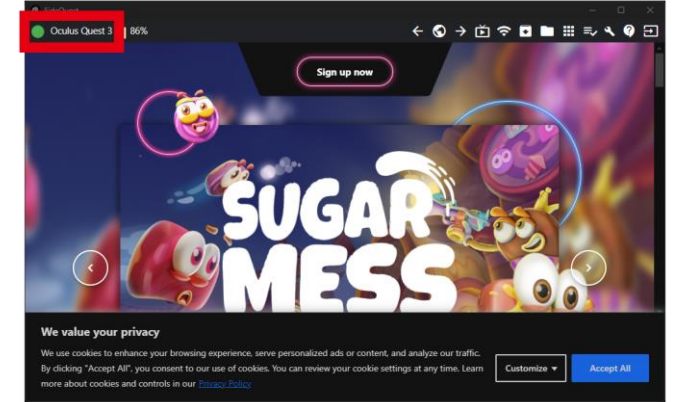 SideQuest
Oculus Quest 3
86%
Sign up now
SUGAR
MESS
We value your privacy
We use cookies to enhance your browsing experience, serve personalized ads or content, and analyze our traffic.
By clicking "Accept All", you consent to our use of cookies. You can review your cookie settings at any time. Learn
more about cookies and controls in our Privacy Policy
Customize
Accept All